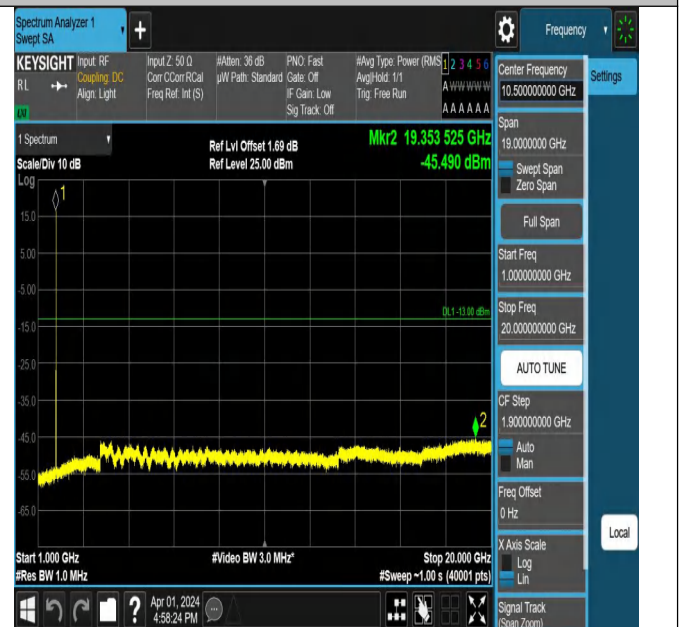 Spectrum Analyzer 1
Swept SA
+
Frequency
KEYSIGHT
RL
LXI
Input: RF
Coupling: DC
Align: Light
Input Z: 50 Ω
Corr CCorr RCal
Freq Ref: Int (S)
#Atten: 36 dB
µW Path: Standard
PNO: Fast
Gate: Off
IF Gain: Low
Sig Track: Off
#Avg Type: Power (RMS
Avg|Hold: 1/1
Trig: Free Run
1 2 3 4 5 6
A W W W W W
A A A A A A
1 Spectrum
Scale/Div 10 dB
Ref Lvl Offset 1.69 dB
Ref Level 25.00 dBm
Mkr2 19.353 525 GHz
-45.490 dBm
Log
1
15.0
5.00
-5.00
DL1 -13.00 dBm
-15.0
-25.0
-35.0
2
-45.0
-55.0
-65.0
Start 1.000 GHz
#Video BW 3.0 MHz*
Stop 20.000 GHz
#Res BW 1.0 MHz
#Sweep ~1.00 s (40001 pts)
?
Apr 01, 2024
4:58:24 PM
Center Frequency
10.500000000 GHz
Settings
Span
19.0000000 GHz
Swept Span
Zero Span
Full Span
Start Freq
1.000000000 GHz
Stop Freq
20.000000000 GHz
AUTO TUNE
CF Step
1.900000000 GHz
Auto
Man
Freq Offset
0 Hz
Local
X Axis Scale
Log
Lin
Signal Track
(Span Zoom)